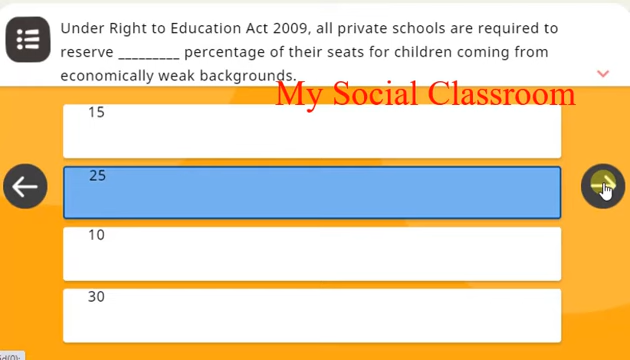 Under Right to Education Act 2009, all private schools are required to
reserve _________ percentage of their seats for children coming from
economically weak backgrounds.
My Social Classroom
15
25
10
30